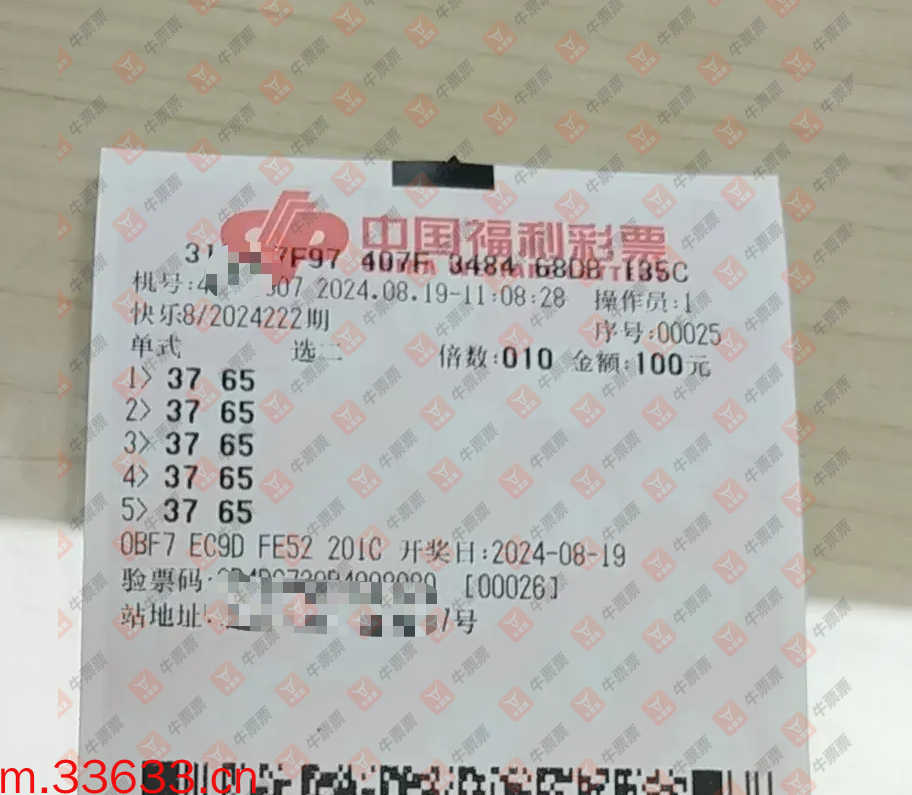 中国福利彩票
7F97 407F 3484 68DB 135C
机号: 307 2024.08.19-11:08:28 操作员:1
快乐8/2024222期 序号:00025
单式 选二 倍数:010 金额:100元
1> 37 65
2> 37 65
3> 37 65
4> 37 65
5> 37 65
0BF7 EC9D FE52 201C 开奖日:2024-08-19
验票码: [00026]
站地址: 号
m.33633.cn
牛票票